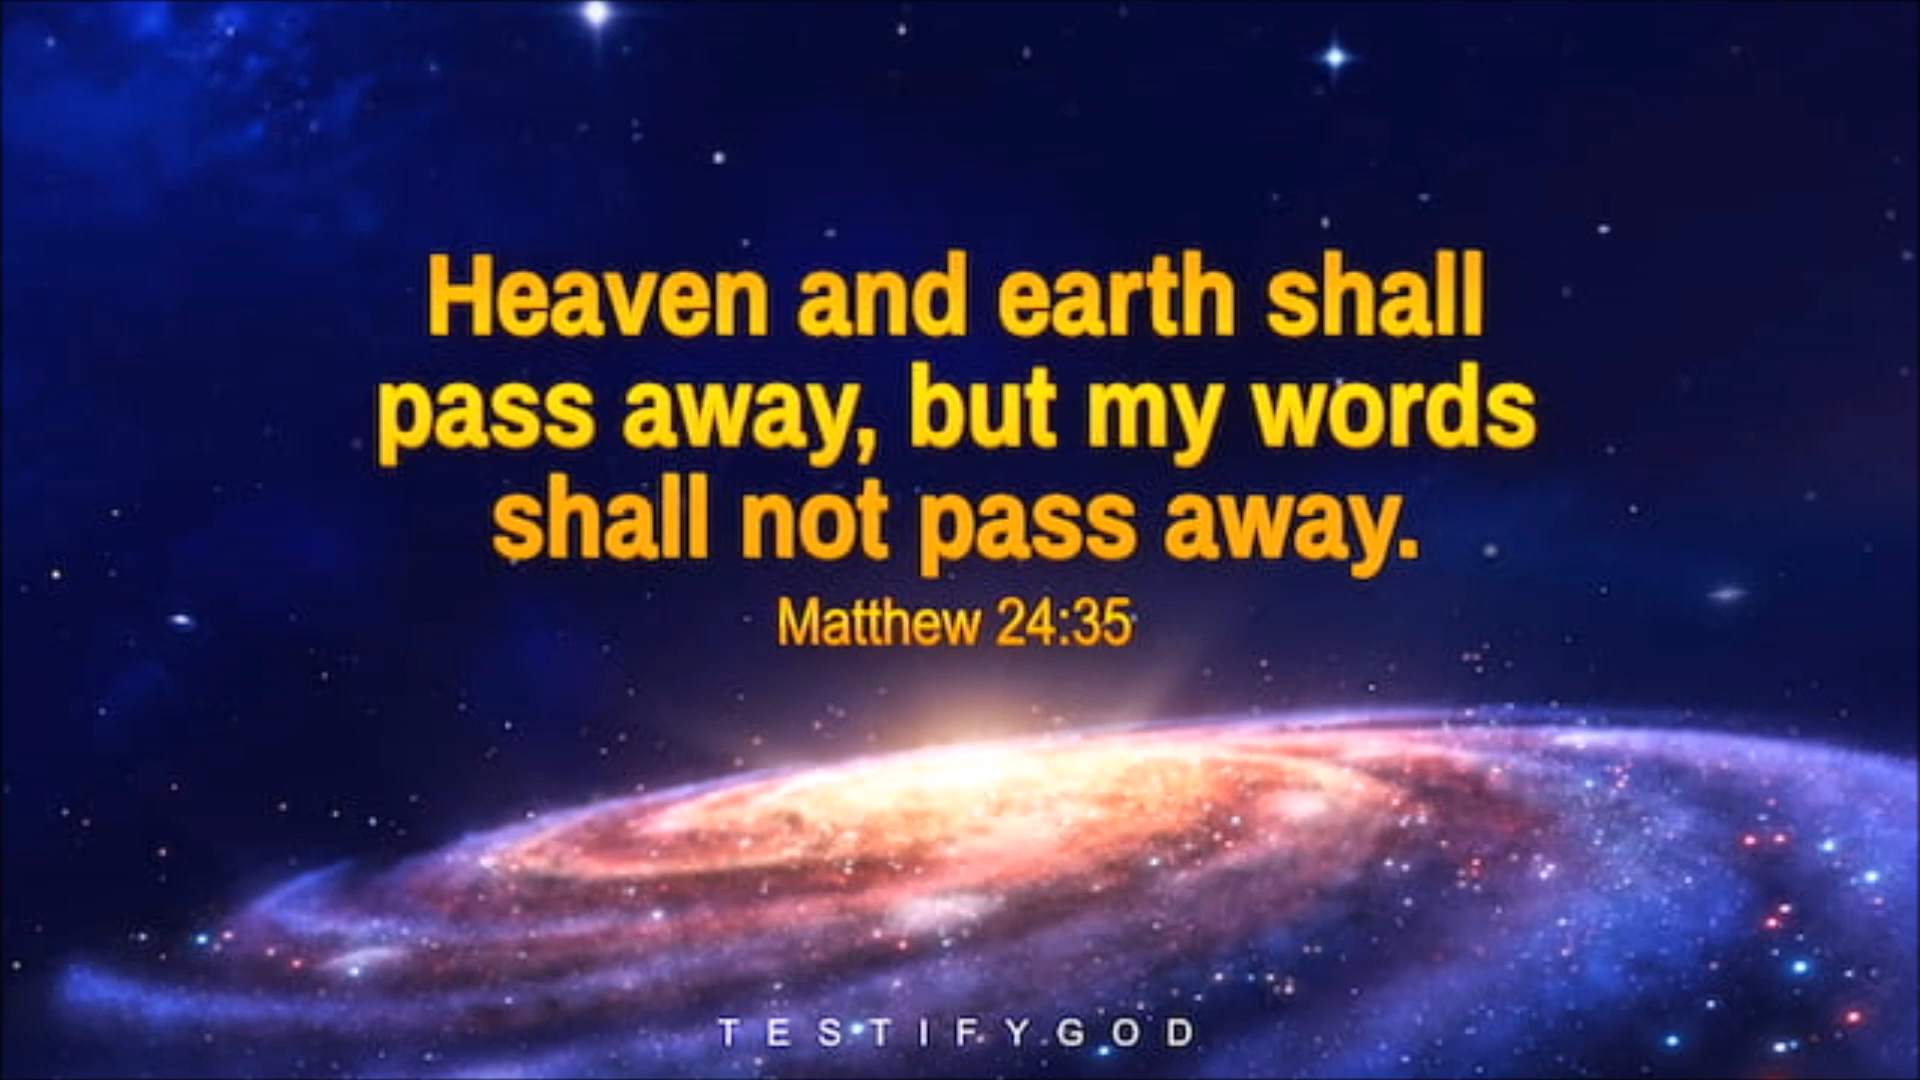 Heaven and earth shall
pass away, but my words
shall not pass away.
Matthew 24:35
TESTIFYGOD